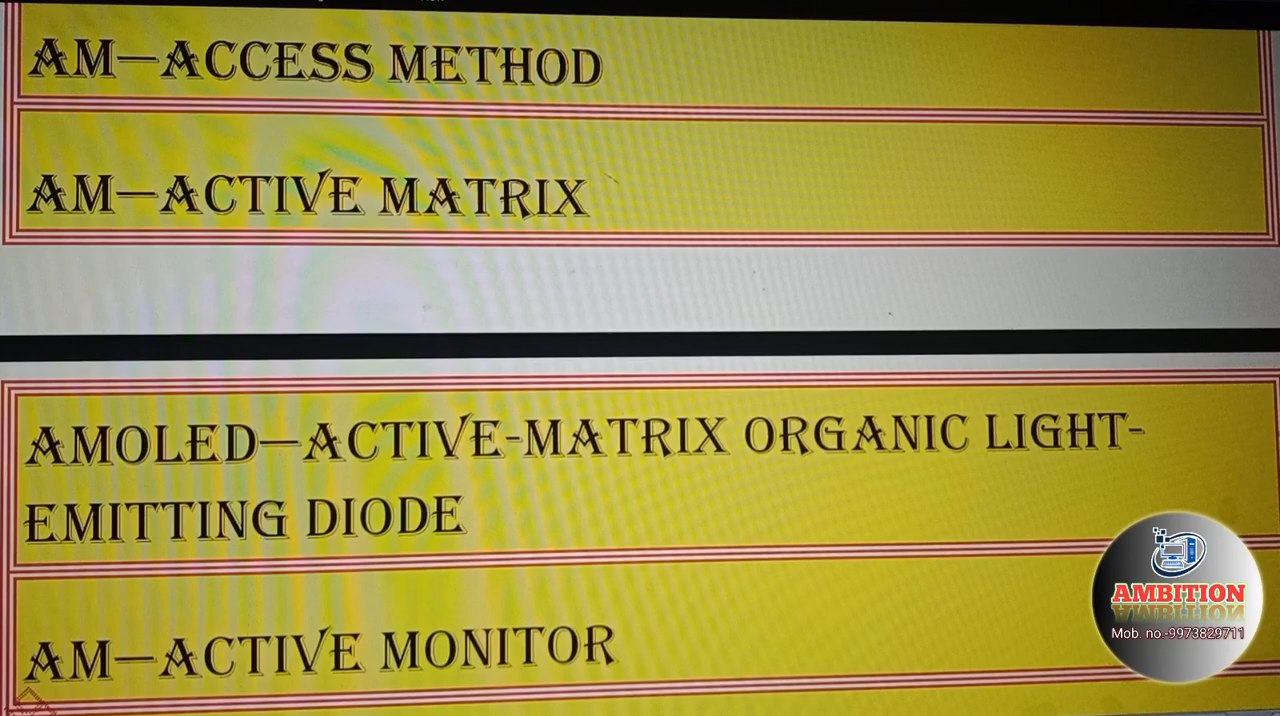 AM—ACCESS METHOD
AM—ACTIVE MATRIX
AMOLED—ACTIVE-MATRIX ORGANIC LIGHT-
EMITTING DIODE
AM—ACTIVE MONITOR
AMBITION
Mob. no.-9973829711